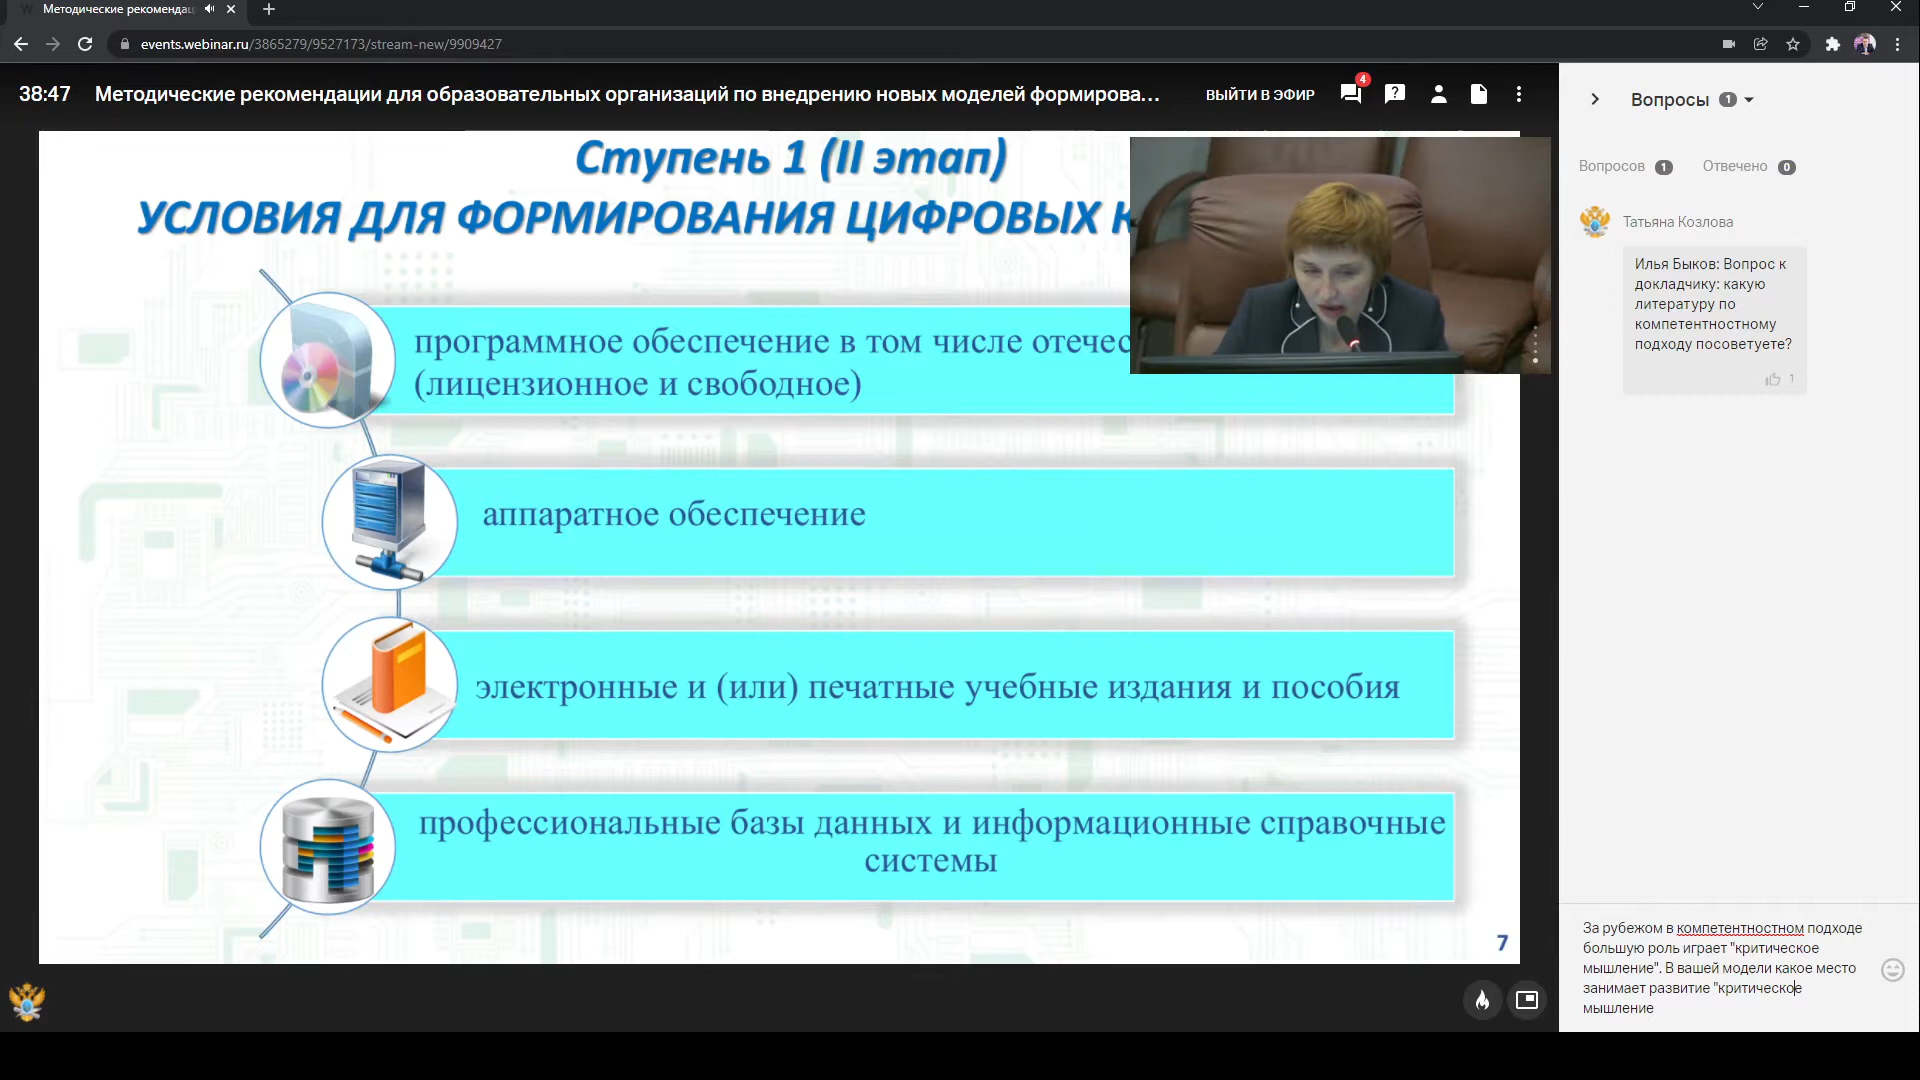 Методические рекомендац
events.webinar.ru/3865279/9527173/stream-new/9909427
38:47 Методические рекомендации для образовательных организаций по внедрению новых моделей формирова... ВЫЙТИ В ЭФИР 4
Ступень 1 (II этап)
УСЛОВИЯ ДЛЯ ФОРМИРОВАНИЯ ЦИФРОВЫХ К
программное обеспечение в том числе отечес
(лицензионное и свободное)
аппаратное обеспечение
электронные и (или) печатные учебные издания и пособия
профессиональные базы данных и информационные справочные
системы
7
Вопросы 1
Вопросов 1 Отвечено 0
Татьяна Козлова
Илья Быков: Вопрос к
докладчику: какую
литературу по
компетентностному
подходу посоветуете?
1
За рубежом в компетентностном подходе
большую роль играет "критическое
мышление". В вашей модели какое место
занимает развитие "критическое
мышление